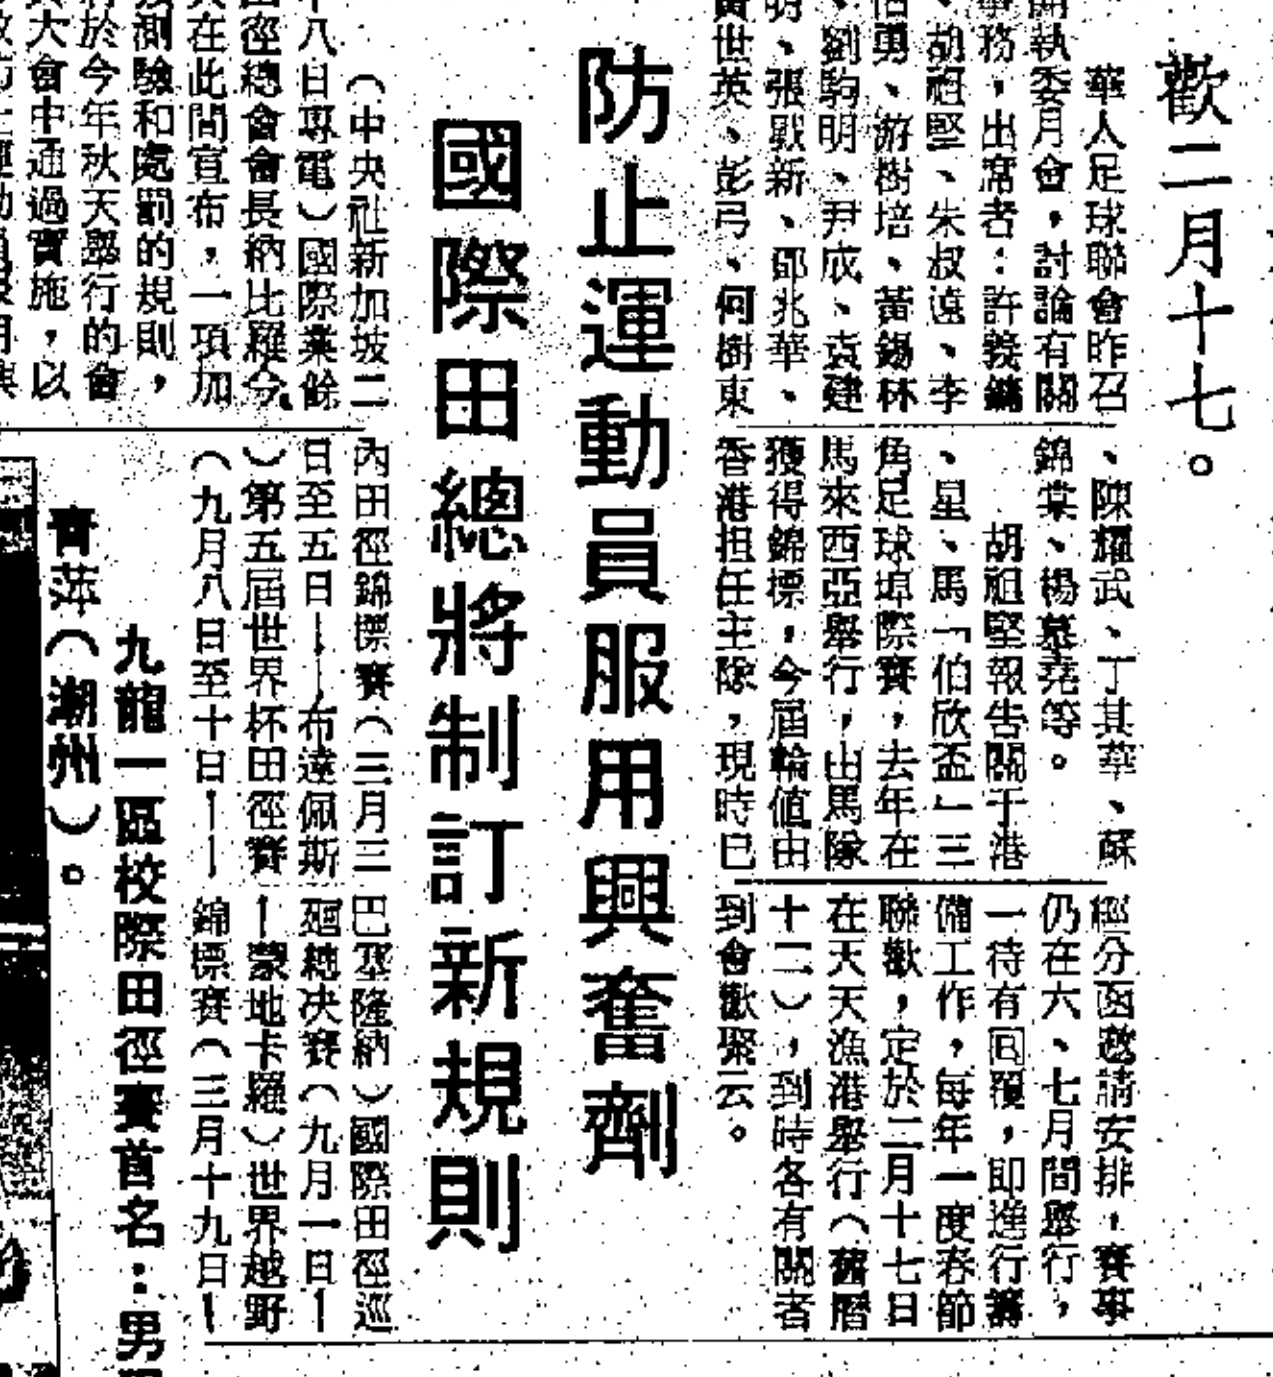 歡二月十七。
華人足球聯會昨召
開執委月會,討論有關
事務,出席者:許義鏞
、胡祖堅、朱叔遠、李
伯勇、游樹培、黃錫林
、劉駒明、尹成、袁建
明、張戰新、鄧兆華、
黃世英、彭弓、何樹東
、陳耀武、丁其華、蘇
錦棠、楊慕堯等。
胡祖堅報告關于港
、星、馬「伯欣盃」三
角足球埠際賽,去年在
馬來西亞舉行,由馬隊
獲得錦標,今屆輪值由
香港担任主隊,現時已
經分函邀請安排,賽事
仍在六、七月間舉行,
一待有回覆,即進行籌
備工作,每年一度春節
聯歡,定於二月十七日
在天天漁港舉行(舊曆
十二),到時各有關者
到會歡聚云。
防止運動員服用興奮劑
國際田總將制訂新規則
(中央社新加坡二
十八日專電)國際業餘
田徑總會會長納比羅今
天在此間宣布,一項加
測驗和處罰的規則,
於今年秋天舉行的會
大會中通過實施,以
內田徑錦標賽(三月三
日至五日——布達佩斯
)第五屆世界杯田徑賽
(九月八日至十日——
巴塞隆納)國際田徑巡
迴總決賽(九月一日—
—蒙地卡羅)世界越野
錦標賽(三月十九日—
九龍一區校際田徑賽首名:男
青萍(潮州)。